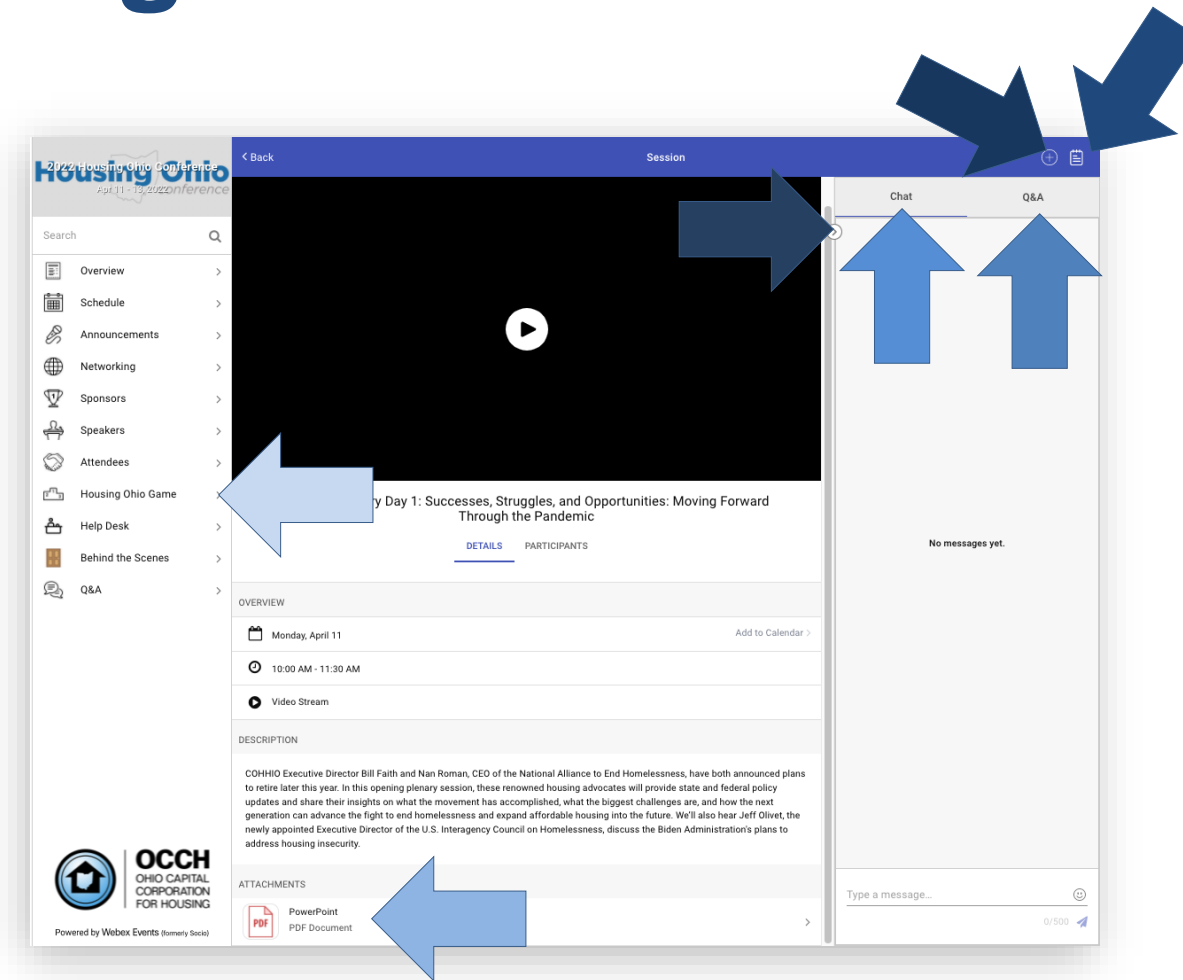 2022 Housing Ohio Conference
Housing Ohio
Apr 11 - 13, 2022
conference
Search
Overview
Schedule
Announcements
Networking
Sponsors
Speakers
Attendees
Housing Ohio Game
Help Desk
Behind the Scenes
Q&A
OCCH
OHIO CAPITAL
CORPORATION
FOR HOUSING
Powered by Webex Events (formerly Socio)
Back
Session
Day 1: Successes, Struggles, and Opportunities: Moving Forward
Through the Pandemic
DETAILS PARTICIPANTS
OVERVIEW
Monday, April 11 Add to Calendar
10:00 AM - 11:30 AM
Video Stream
DESCRIPTION
COHHIO Executive Director Bill Faith and Nan Roman, CEO of the National Alliance to End Homelessness, have both announced plans
to retire later this year. In this opening plenary session, these renowned housing advocates will provide state and federal policy
updates and share their insights on what the movement has accomplished, what the biggest challenges are, and how the next
generation can advance the fight to end homelessness and expand affordable housing into the future. We'll also hear Jeff Olivet, the
newly appointed Executive Director of the U.S. Interagency Council on Homelessness, discuss the Biden Administration's plans to
address housing insecurity.
ATTACHMENTS
PDF
PowerPoint
PDF Document
Chat Q&A
No messages yet.
Type a message...
0/500